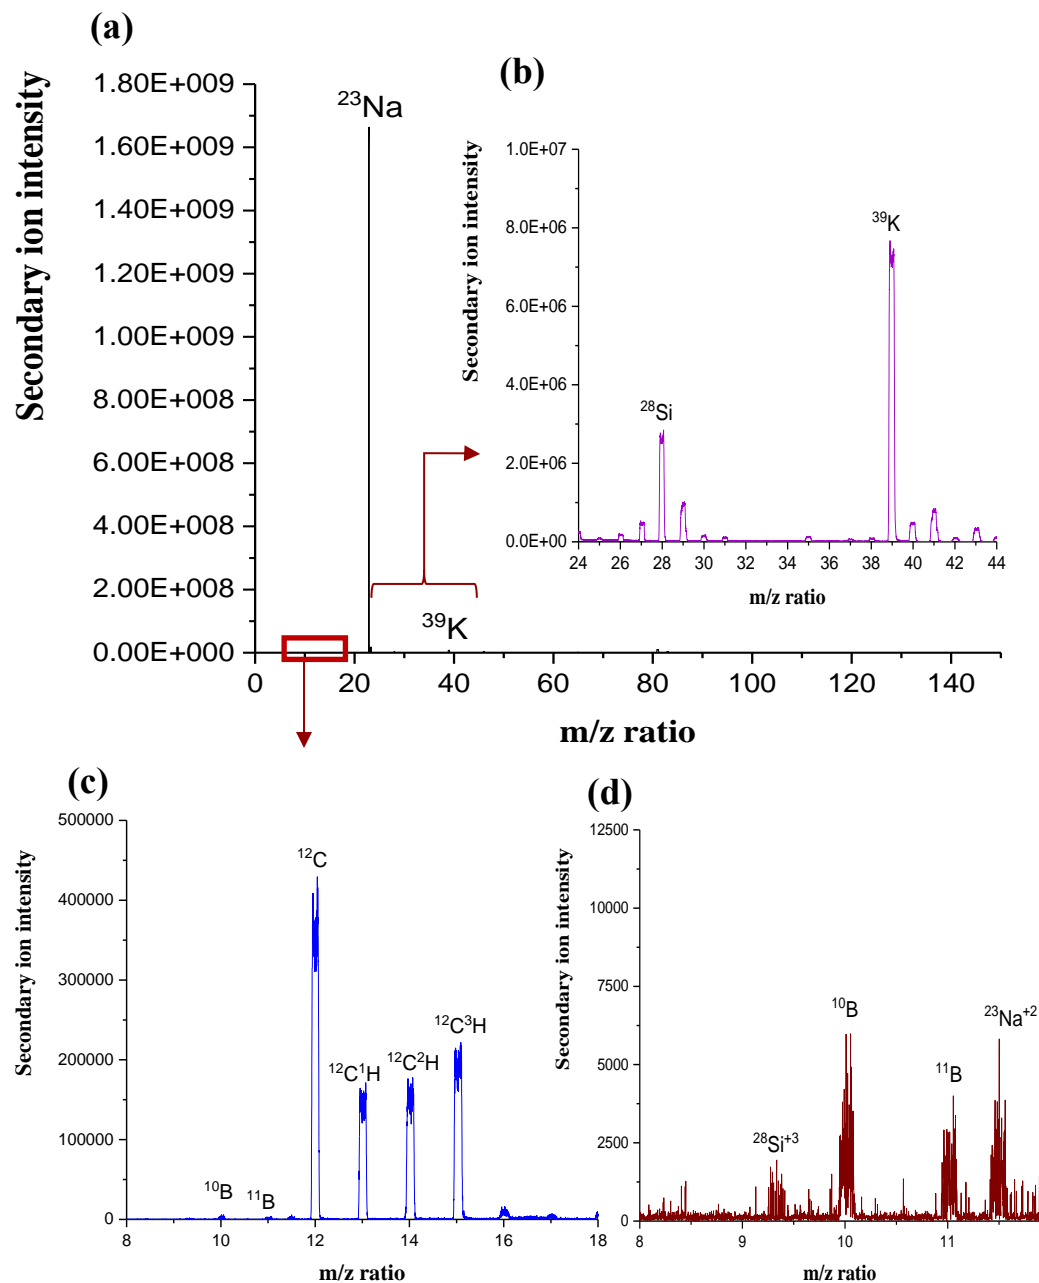 (a)
Secondary ion intensity
1.80E+009
1.60E+009
1.40E+009
1.20E+009
1.00E+009
8.00E+008
6.00E+008
4.00E+008
2.00E+008
0.00E+000
²³Na
³⁹K
0 20 40 60 80 100 120 140
m/z ratio
(b)
Secondary ion intensity
1.0E+07
8.0E+06
6.0E+06
4.0E+06
2.0E+06
0.0E+00
²⁸Si
³⁹K
24 26 28 30 32 34 36 38 40 42 44
m/z ratio
(c)
Secondary ion intensity
500000
400000
300000
200000
100000
0
¹⁰B
¹¹B
¹²C
¹²C¹H
¹²C²H
¹²C³H
8 10 12 14 16 18
m/z ratio
(d)
Secondary ion intensity
12500
10000
7500
5000
2500
0
²⁸Si⁺³
¹⁰B
¹¹B
²³Na⁺²
8 9 10 11
m/z ratio